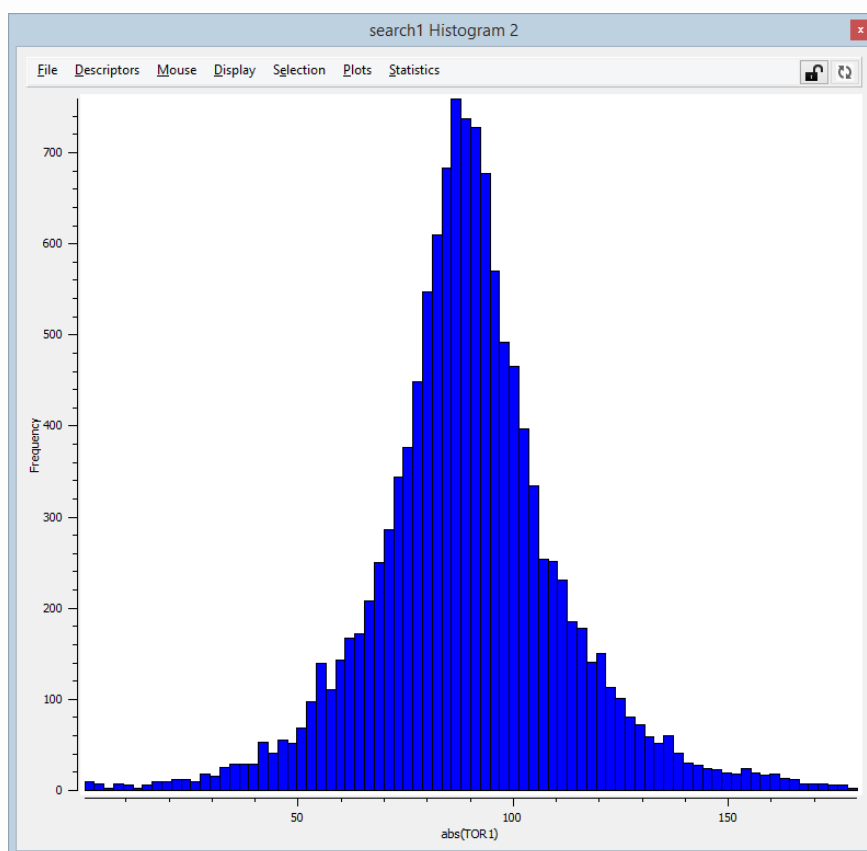 search1 Histogram 2
x
File Descriptors Mouse Display Selection Plots Statistics
700
600
500
400
300
200
100
0
Frequency
50 100 150
abs(TOR1)